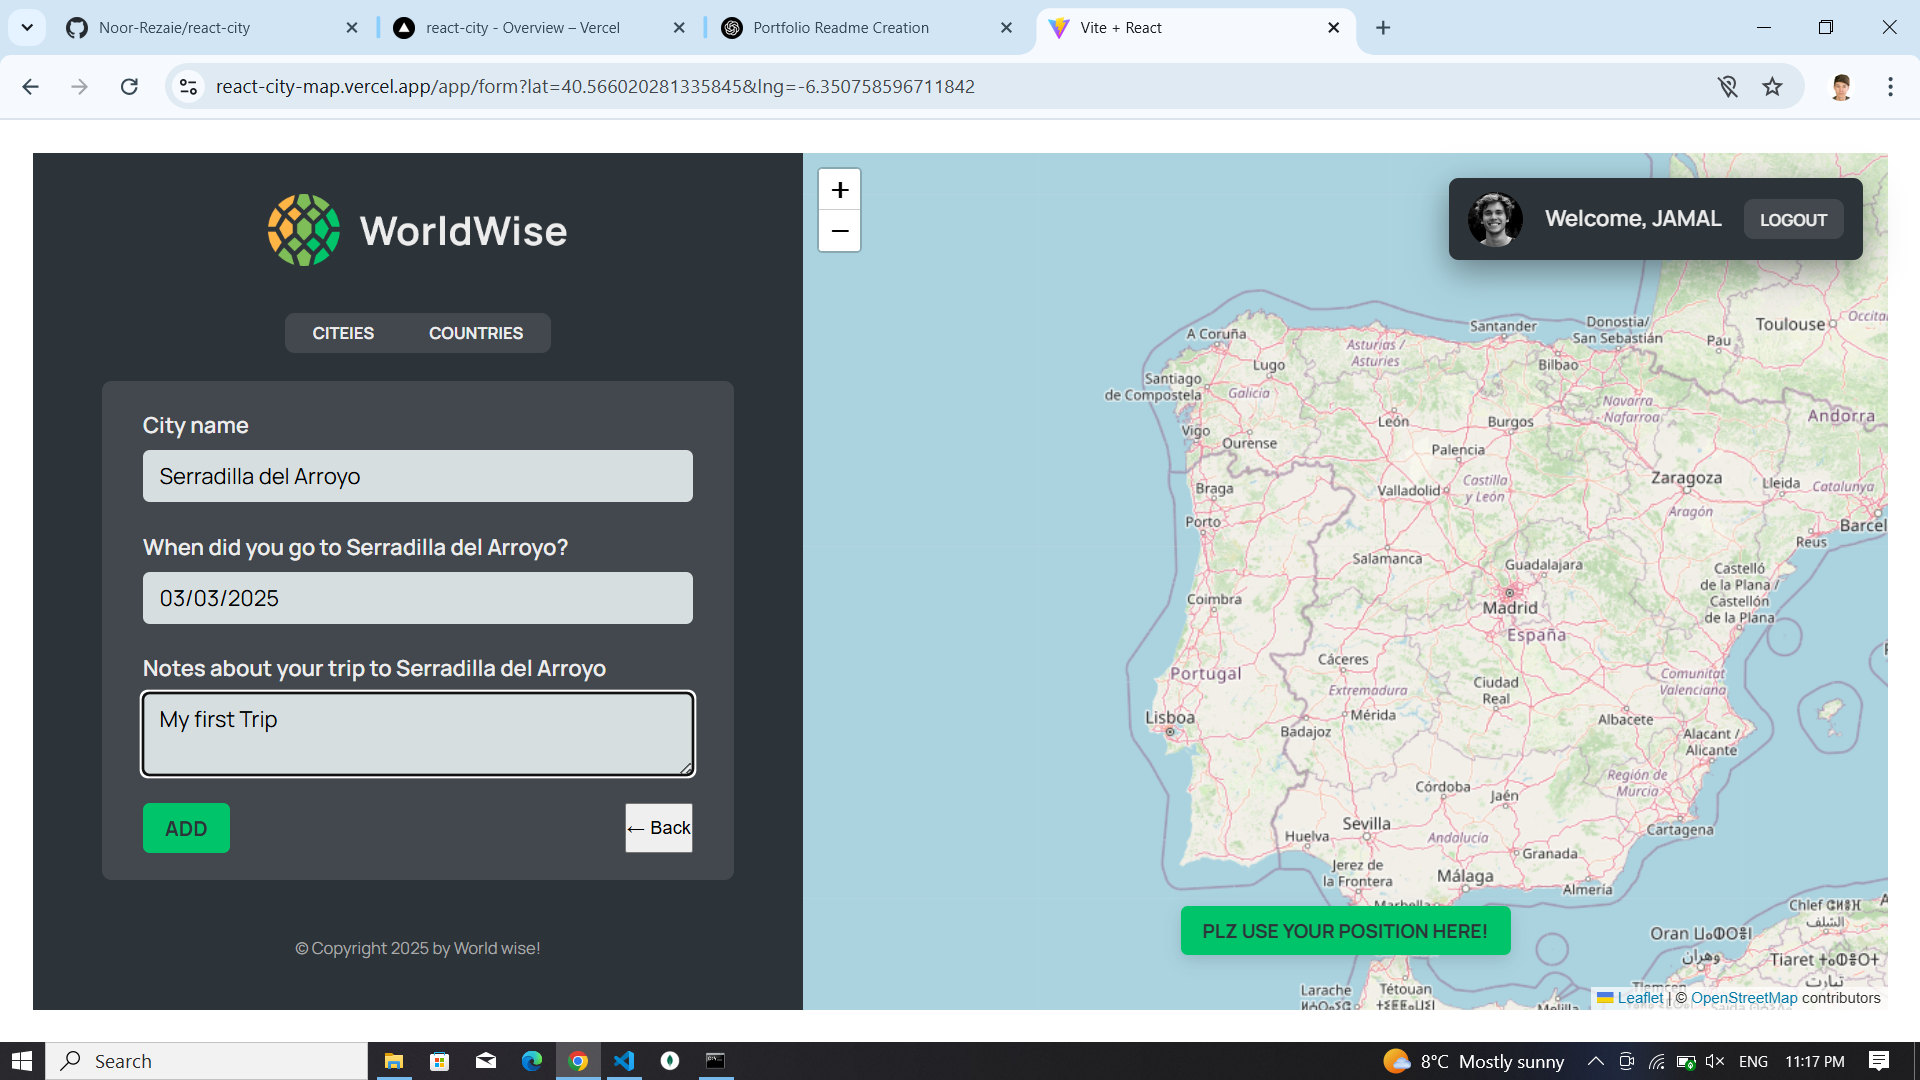 Noor-Rezaie/react-city
react-city - Overview – Vercel
Portfolio Readme Creation
Vite + React
react-city-map.vercel.app/app/form?lat=40.566020281335845&lng=-6.350758596711842
WorldWise
CITEIES
COUNTRIES
City name
Serradilla del Arroyo
When did you go to Serradilla del Arroyo?
03/03/2025
Notes about your trip to Serradilla del Arroyo
My first Trip
ADD
← Back
© Copyright 2025 by World wise!
+
−
Welcome, JAMAL
LOGOUT
Toulouse
Occita
Santander
Donostia/
San Sebastián
Pau
A Coruña
Asturias /
Asturies
Bilbao
Lugo
Santiago
de Compostela
Galicia
Navarra
- Nafarroa
Andorra
León
Burgos
Vigo
Ourense
Palencia
Zaragoza
Lleida
Catalunya
Castilla
y León
Valladolid
Braga
Aragón
Porto
Barcel
Reus
Salamanca
Guadalajara
Castelló
de la Plana /
Castellón
de la Plana
Coimbra
Madrid
España
Cáceres
Portugal
Extremadura
Ciudad
Real
Comunitat
Valenciana
Lisboa
Mérida
Badajoz
Albacete
Alacant /
Alicante
Región de
Murcia
Córdoba
Jaén
Sevilla
Huelva
Andalucía
Cartagena
Granada
Jerez de
la Frontera
Málaga
Almería
Marbella
Chlef
الشلف
PLZ USE YOUR POSITION HERE!
Oran
وهران
Tiaret
تيارت
Larache
Tétouan
Melilla
Tlemcen
Leaflet | © OpenStreetMap contributors
Search
8°C Mostly sunny
ENG
11:17 PM